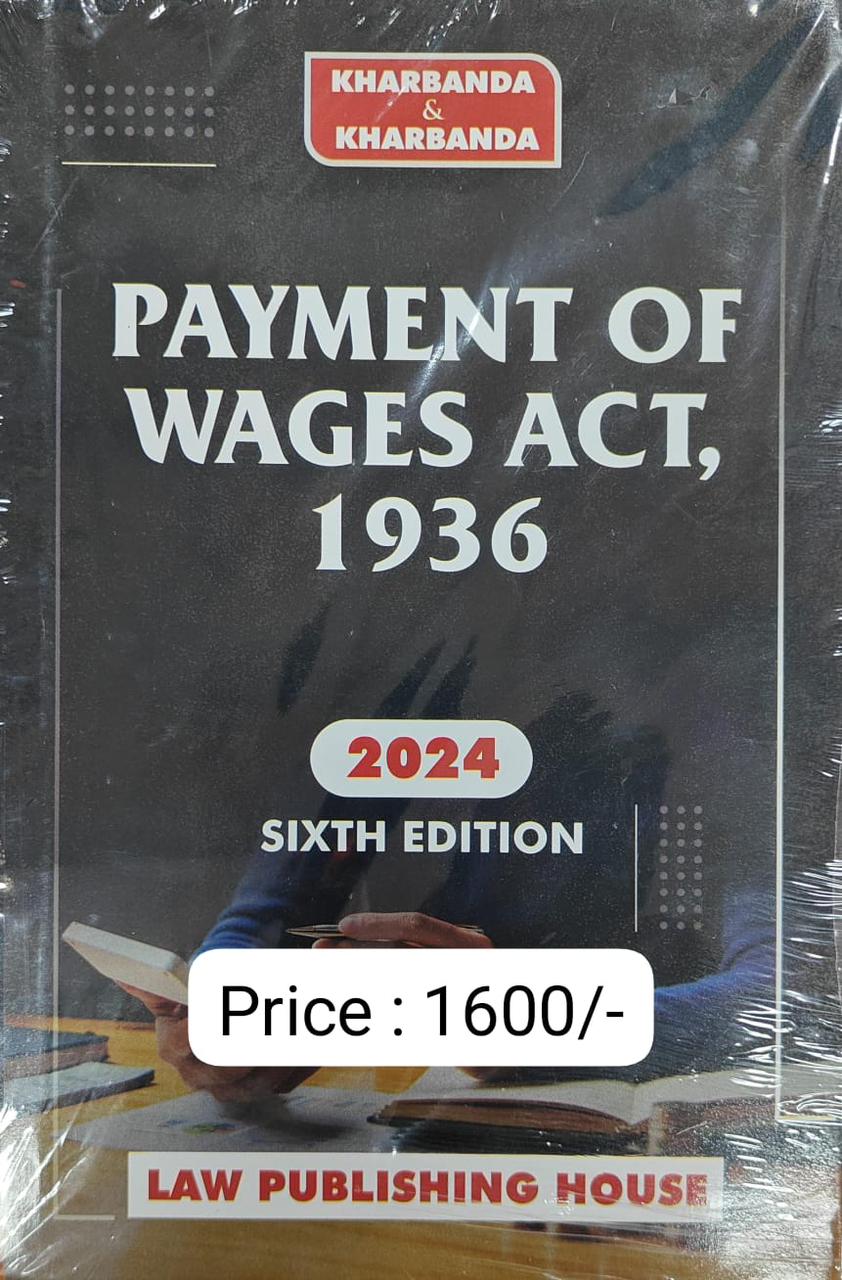 KHARBANDA
&
KHARBANDA
PAYMENT OF
WAGES ACT,
1936
2024
SIXTH EDITION
Price : 1600/-
LAW PUBLISHING HOUSE